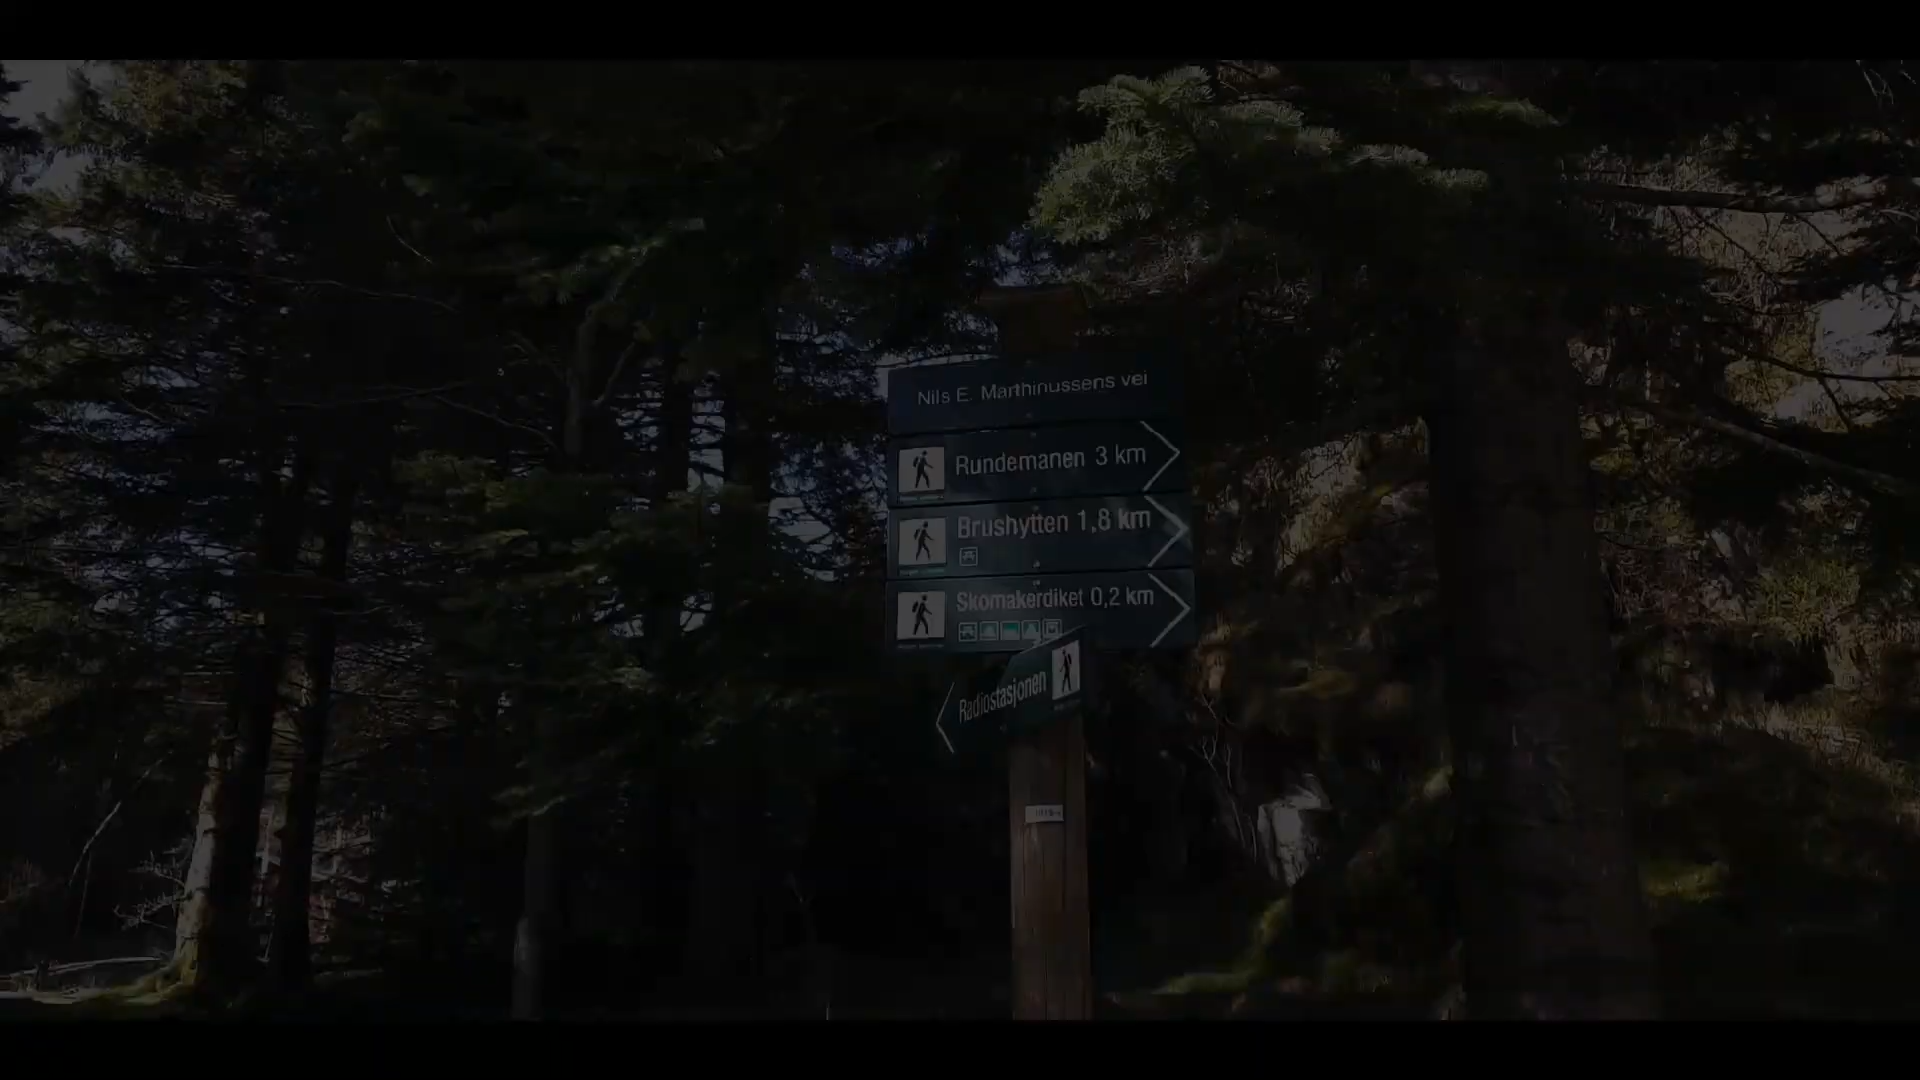 Nils E. Marthinussens vei
Rundemanen 3 km
Brushytten 1,8 km
Skomakerdiket 0,2 km
Radiostasjonen